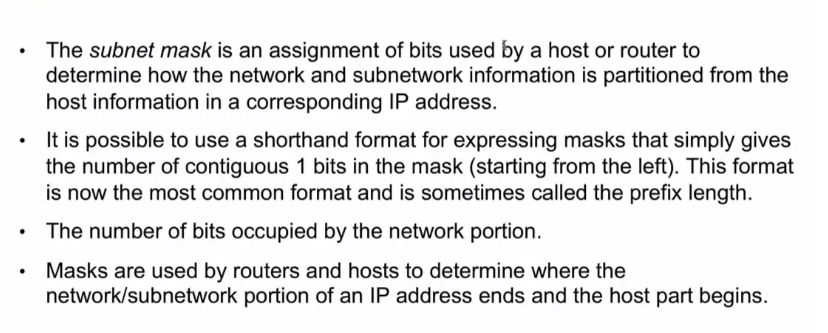 • The subnet mask is an assignment of bits used by a host or router to
determine how the network and subnetwork information is partitioned from the
host information in a corresponding IP address.
• It is possible to use a shorthand format for expressing masks that simply gives
the number of contiguous 1 bits in the mask (starting from the left). This format
is now the most common format and is sometimes called the prefix length.
• The number of bits occupied by the network portion.
• Masks are used by routers and hosts to determine where the
network/subnetwork portion of an IP address ends and the host part begins.